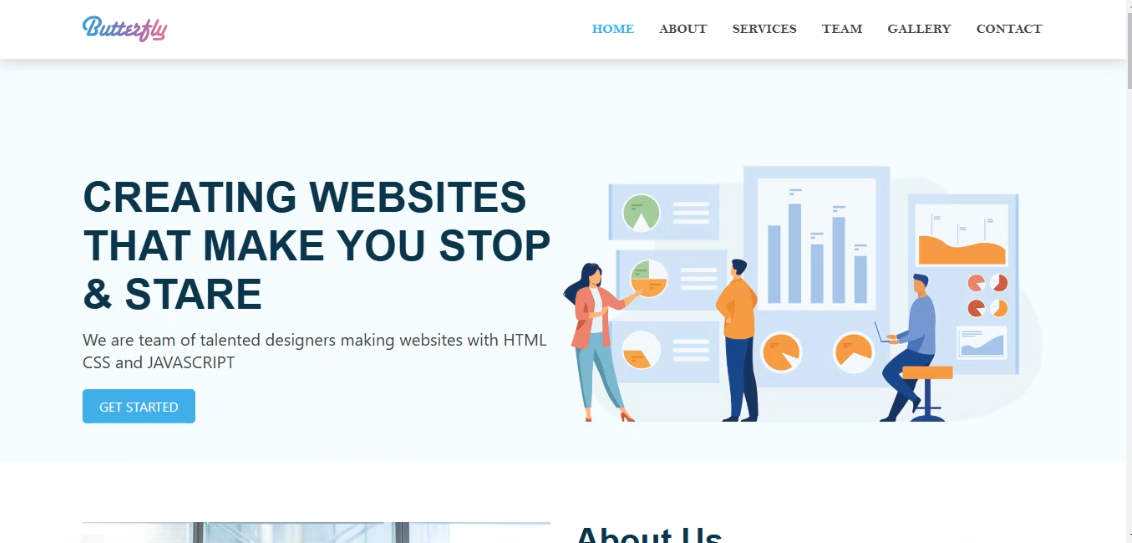 Butterfly
HOME ABOUT SERVICES TEAM GALLERY CONTACT
CREATING WEBSITES
THAT MAKE YOU STOP
& STARE
We are team of talented designers making websites with HTML
CSS and JAVASCRIPT
GET STARTED
About Us